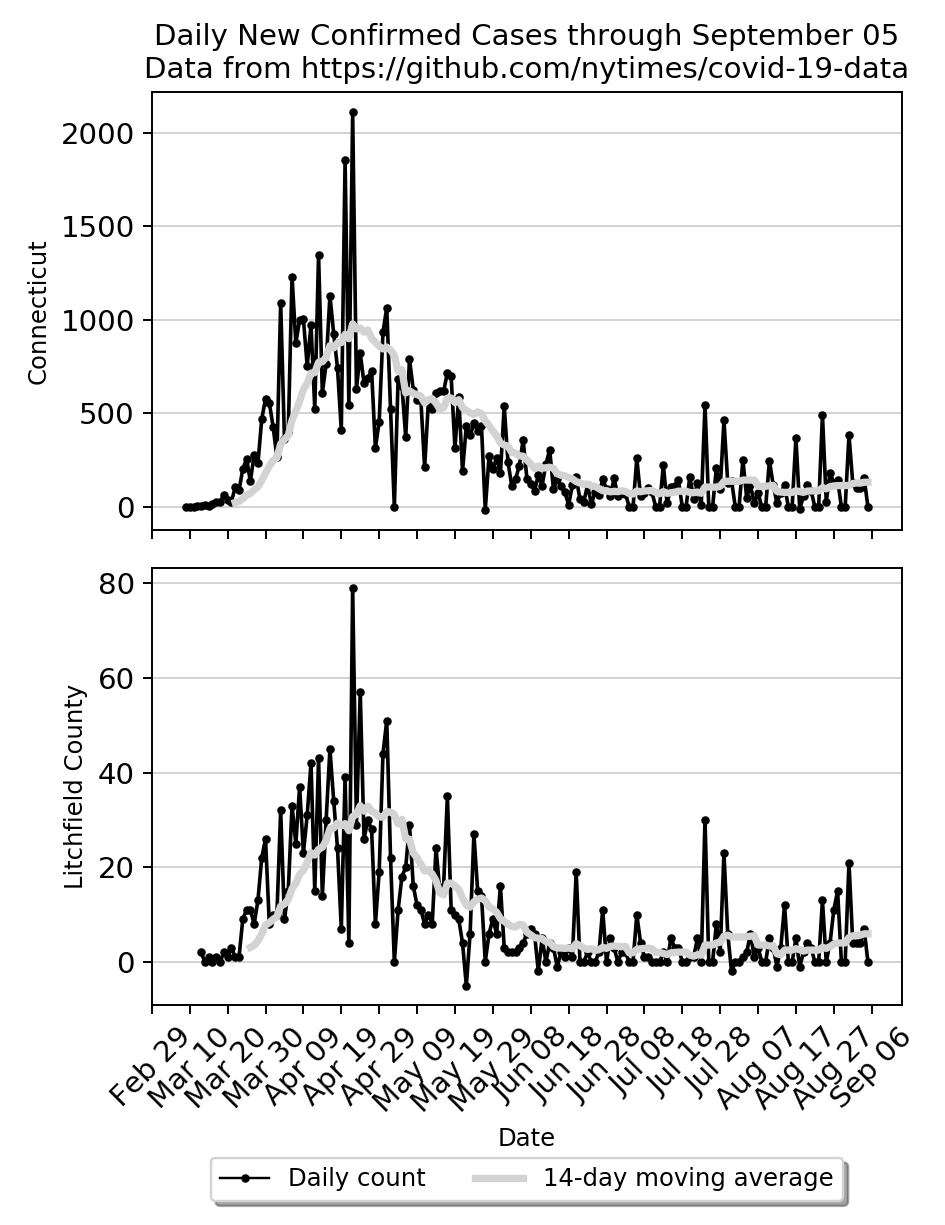 Daily New Confirmed Cases through September 05
Data from https://github.com/nytimes/covid-19-data
2000
1500
1000
500
0
Connecticut
80
60
40
20
0
Litchfield County
Feb 29
Mar 10
Mar 20
Mar 30
Apr 09
Apr 19
Apr 29
May 09
May 19
May 29
Jun 08
Jun 18
Jun 28
Jul 08
Jul 18
Jul 28
Aug 07
Aug 17
Aug 27
Sep 06
Date
Daily count
14-day moving average